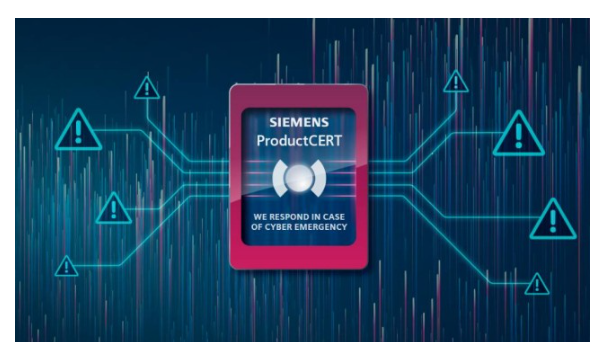 SIEMENS
ProductCERT
WE RESPOND IN CASE
OF CYBER EMERGENCY